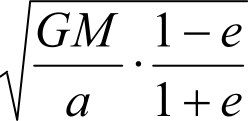 √(GM/a · (1 − e)/(1 + e))